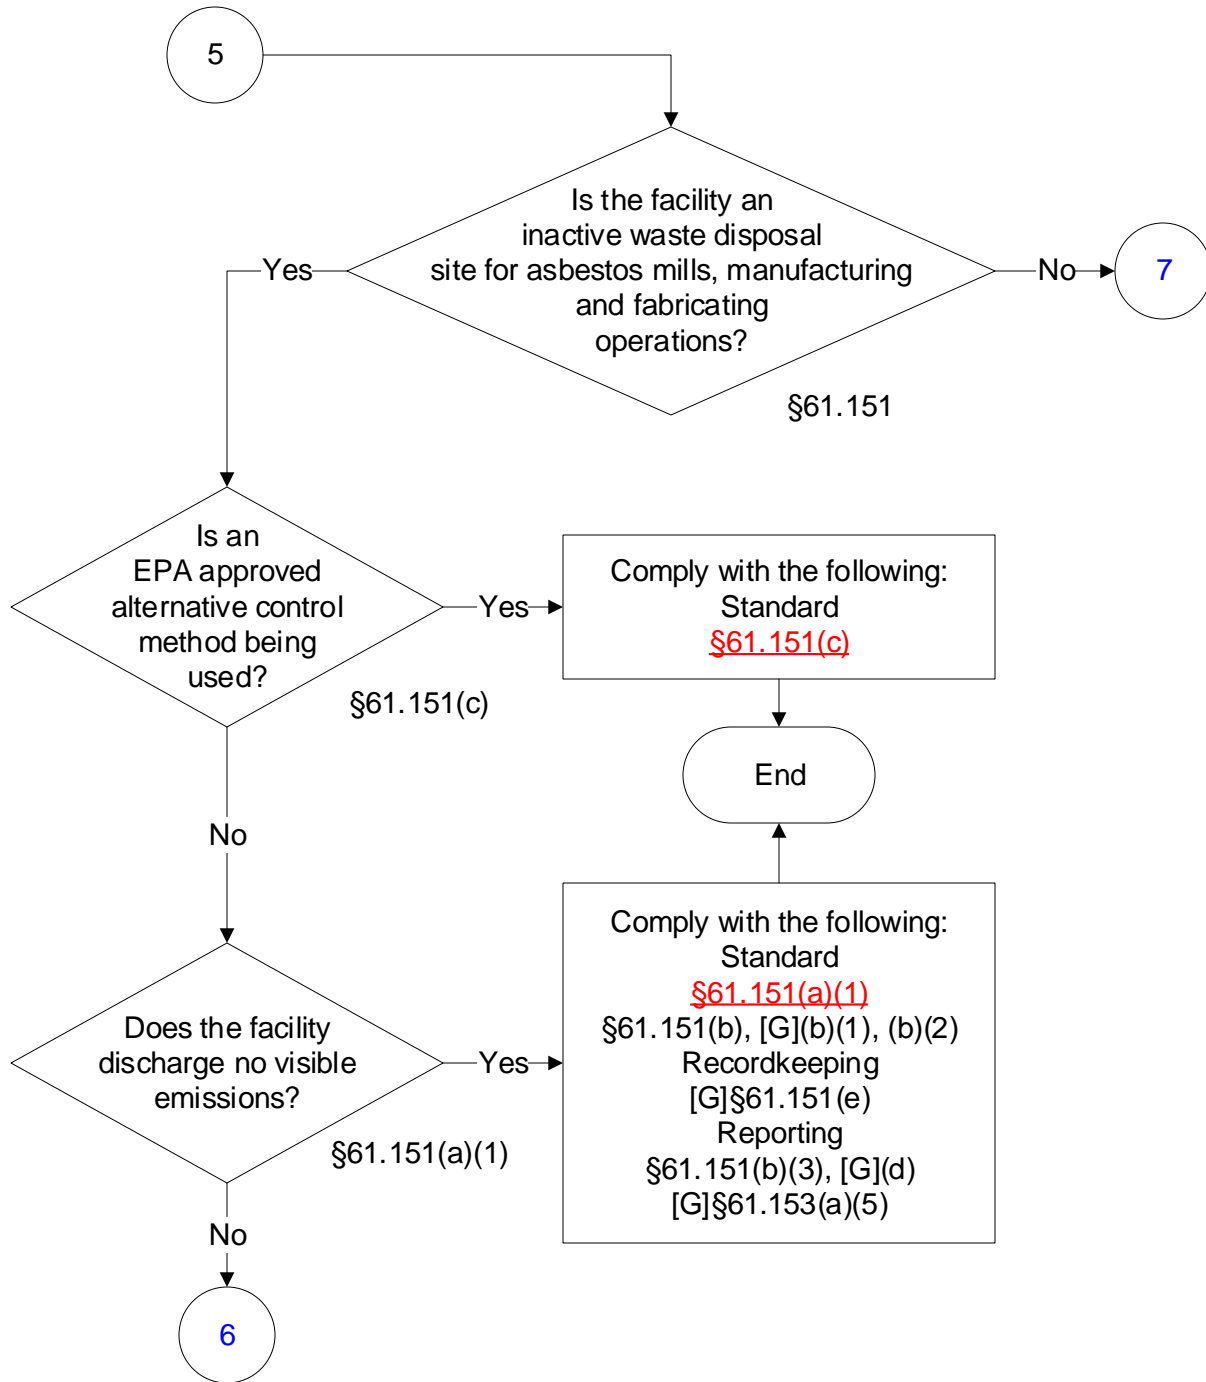 5
Is the facility an
inactive waste disposal
site for asbestos mills, manufacturing
and fabricating
operations?
Yes
No
7
§61.151
Is an
EPA approved
alternative control
method being
used?
Yes
§61.151(c)
Comply with the following:
Standard
§61.151(c)
End
No
Does the facility
discharge no visible
emissions?
Yes
§61.151(a)(1)
Comply with the following:
Standard
§61.151(a)(1)
§61.151(b), [G](b)(1), (b)(2)
Recordkeeping
[G]§61.151(e)
Reporting
§61.151(b)(3), [G](d)
[G]§61.153(a)(5)
No
6